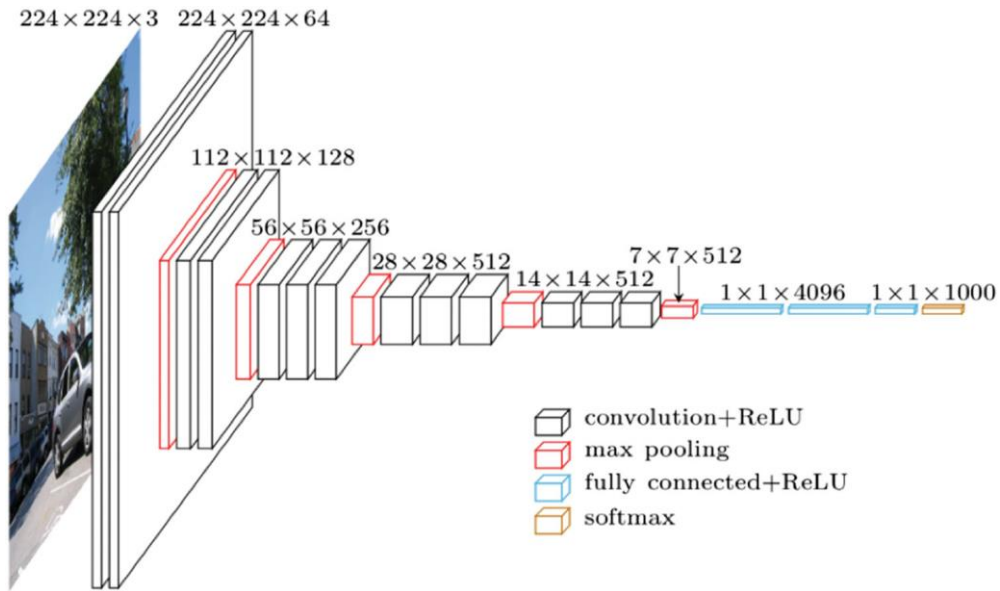 224×224×3
224×224×64
112×112×128
56×56×256
28×28×512
14×14×512
7×7×512
1×1×4096
1×1×1000
convolution+ReLU
max pooling
fully connected+ReLU
softmax